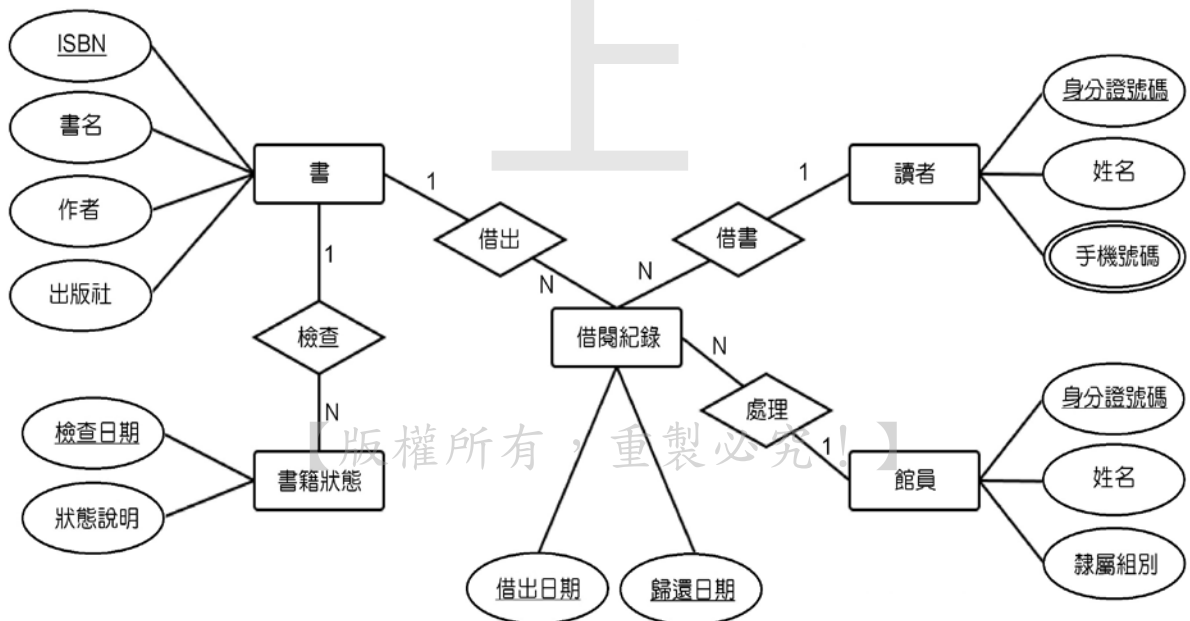 上
ISBN
書名
作者
出版社
書
1
借出
N
1
檢查
N
書籍狀態
檢查日期
狀態說明
讀者
1
借書
N
身分證號碼
姓名
手機號碼
借閱紀錄
N
處理
1
借出日期
歸還日期
館員
身分證號碼
姓名
隸屬組別
【版權所有，重製必究！】